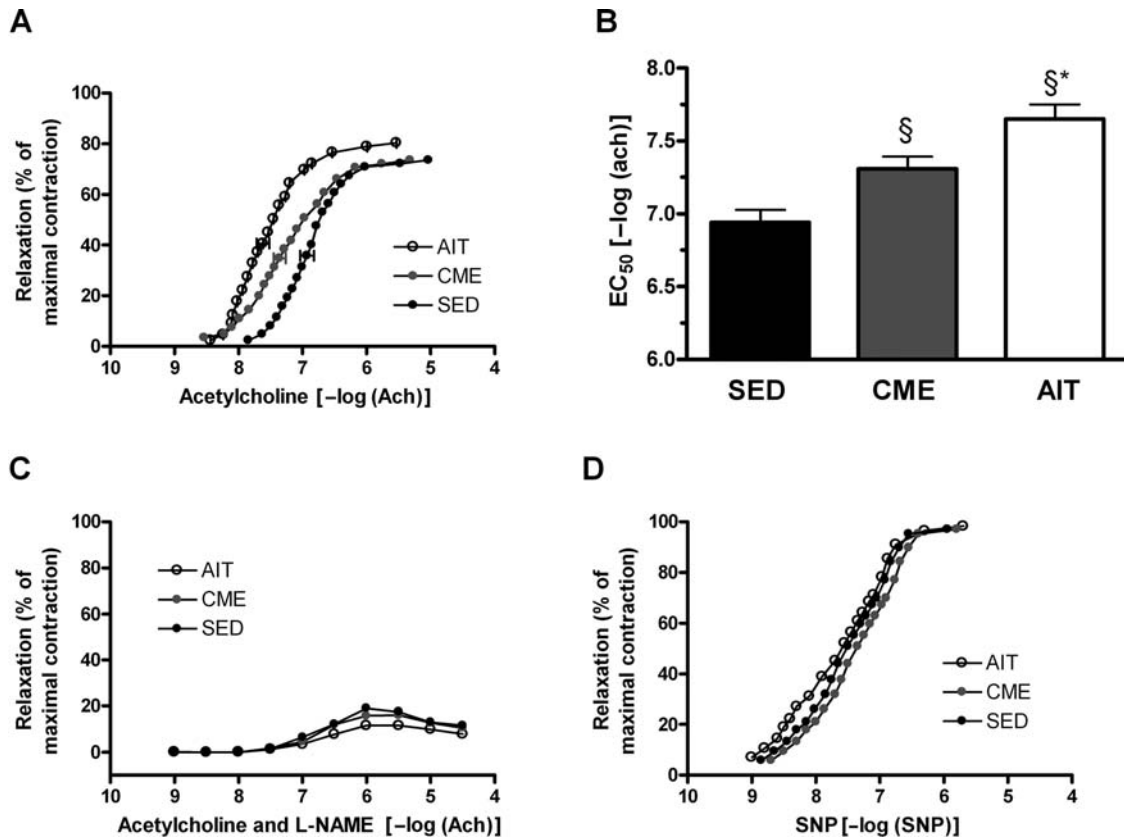 A
Relaxation (% of
maximal contraction)
100
80
60
40
20
0
10 9 8 7 6 5 4
AIT
CME
SED
Acetylcholine [–log (Ach)]
B
EC50 [–log (ach)]
8.0
7.5
7.0
6.5
6.0
§
§*
SED CME AIT
C
Relaxation (% of
maximal contraction)
100
80
60
40
20
0
10 9 8 7 6 5 4
AIT
CME
SED
Acetylcholine and L-NAME [–log (Ach)]
D
Relaxation (% of
maximal contraction)
100
80
60
40
20
0
10 9 8 7 6 5 4
AIT
CME
SED
SNP [–log (SNP)]